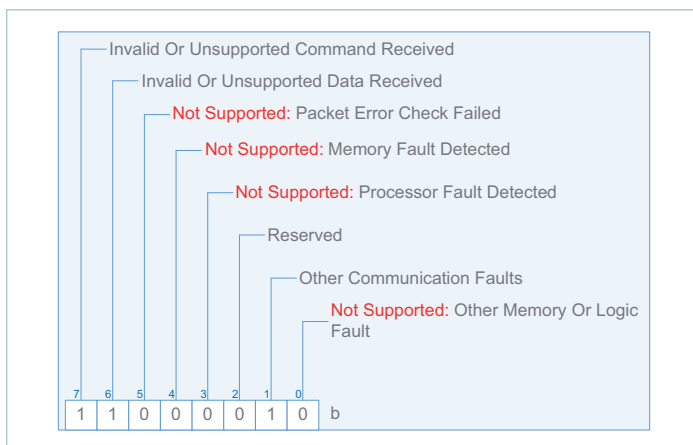 Invalid Or Unsupported Command Received
Invalid Or Unsupported Data Received
Not Supported: Packet Error Check Failed
Not Supported: Memory Fault Detected
Not Supported: Processor Fault Detected
Reserved
Other Communication Faults
Not Supported: Other Memory Or Logic
Fault
7 6 5 4 3 2 1 0
1 1 0 0 0 0 1 0 b